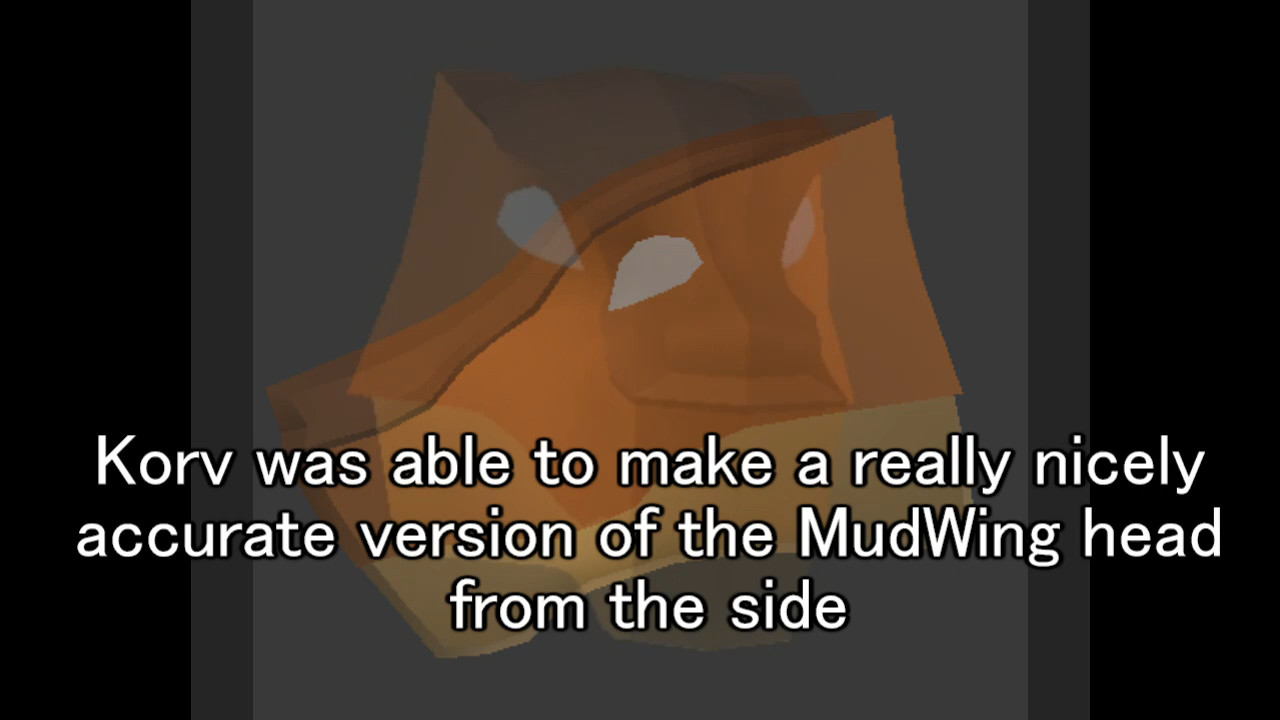 Korv was able to make a really nicely
accurate version of the MudWing head
from the side